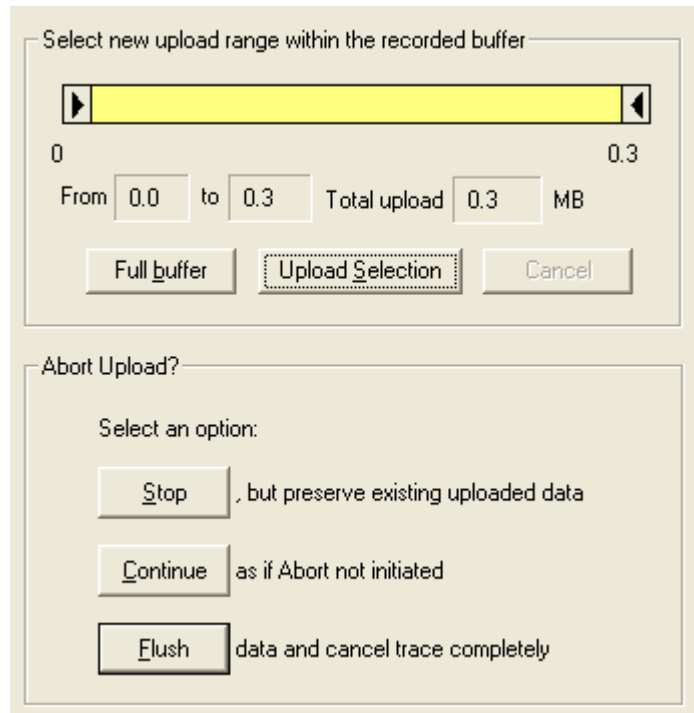 Select new upload range within the recorded buffer
0 0.3
From 0.0 to 0.3 Total upload 0.3 MB
Full buffer Upload Selection Cancel
Abort Upload?
Select an option:
Stop , but preserve existing uploaded data
Continue as if Abort not initiated
Flush data and cancel trace completely